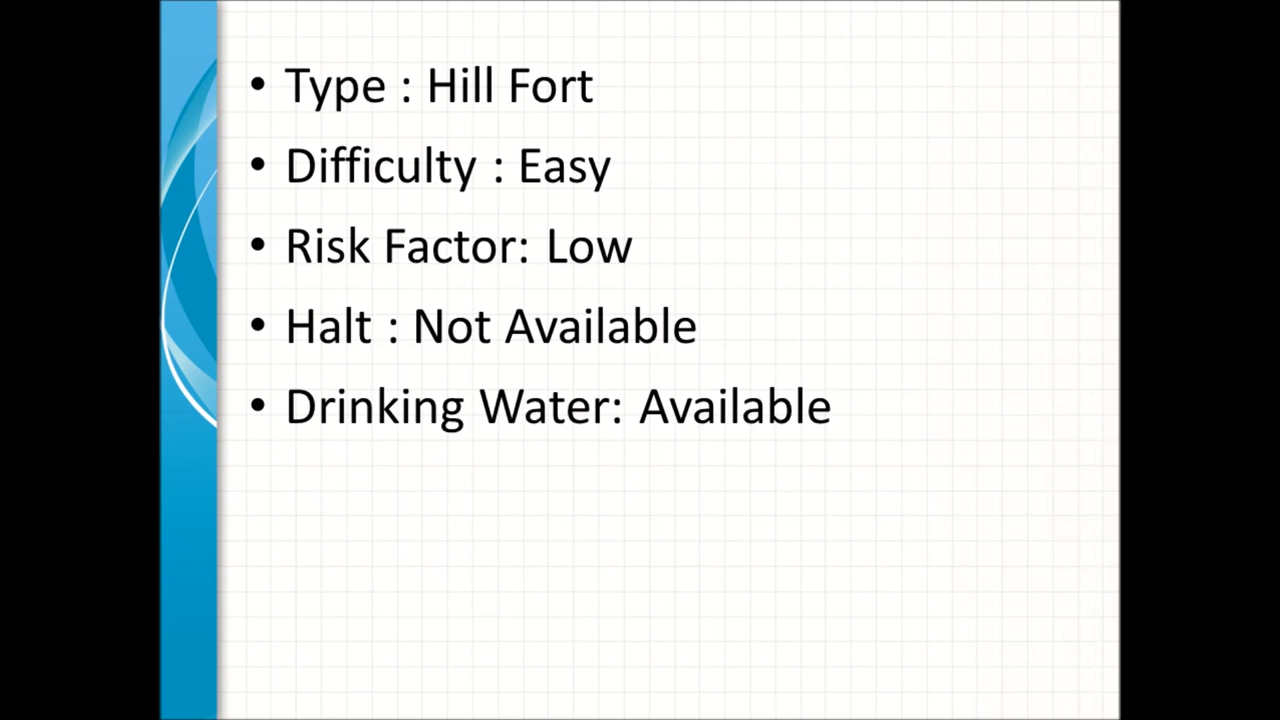 • Type : Hill Fort
• Difficulty : Easy
• Risk Factor: Low
• Halt : Not Available
• Drinking Water: Available